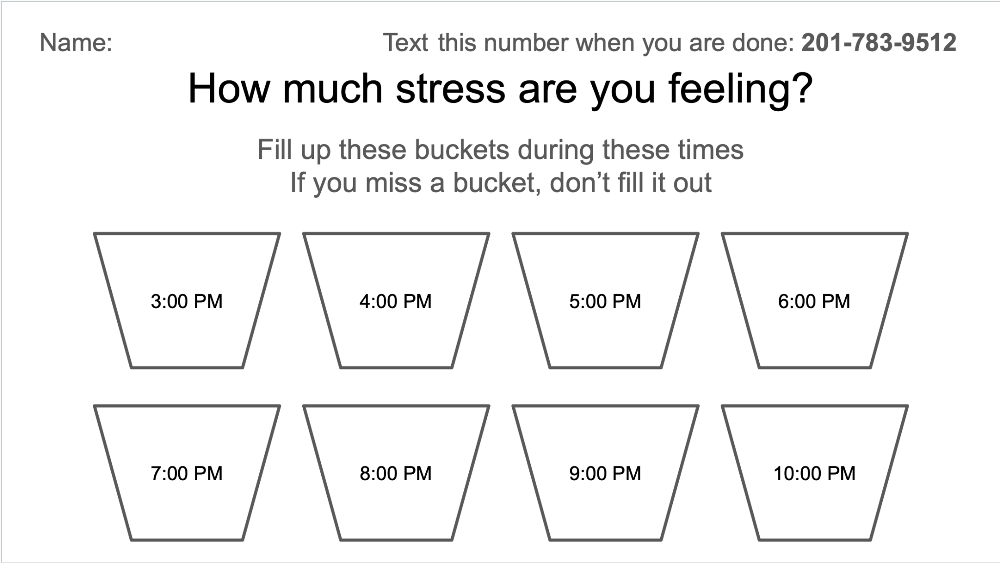 Name:
Text this number when you are done: 201-783-9512
How much stress are you feeling?
Fill up these buckets during these times
If you miss a bucket, don’t fill it out
3:00 PM
4:00 PM
5:00 PM
6:00 PM
7:00 PM
8:00 PM
9:00 PM
10:00 PM